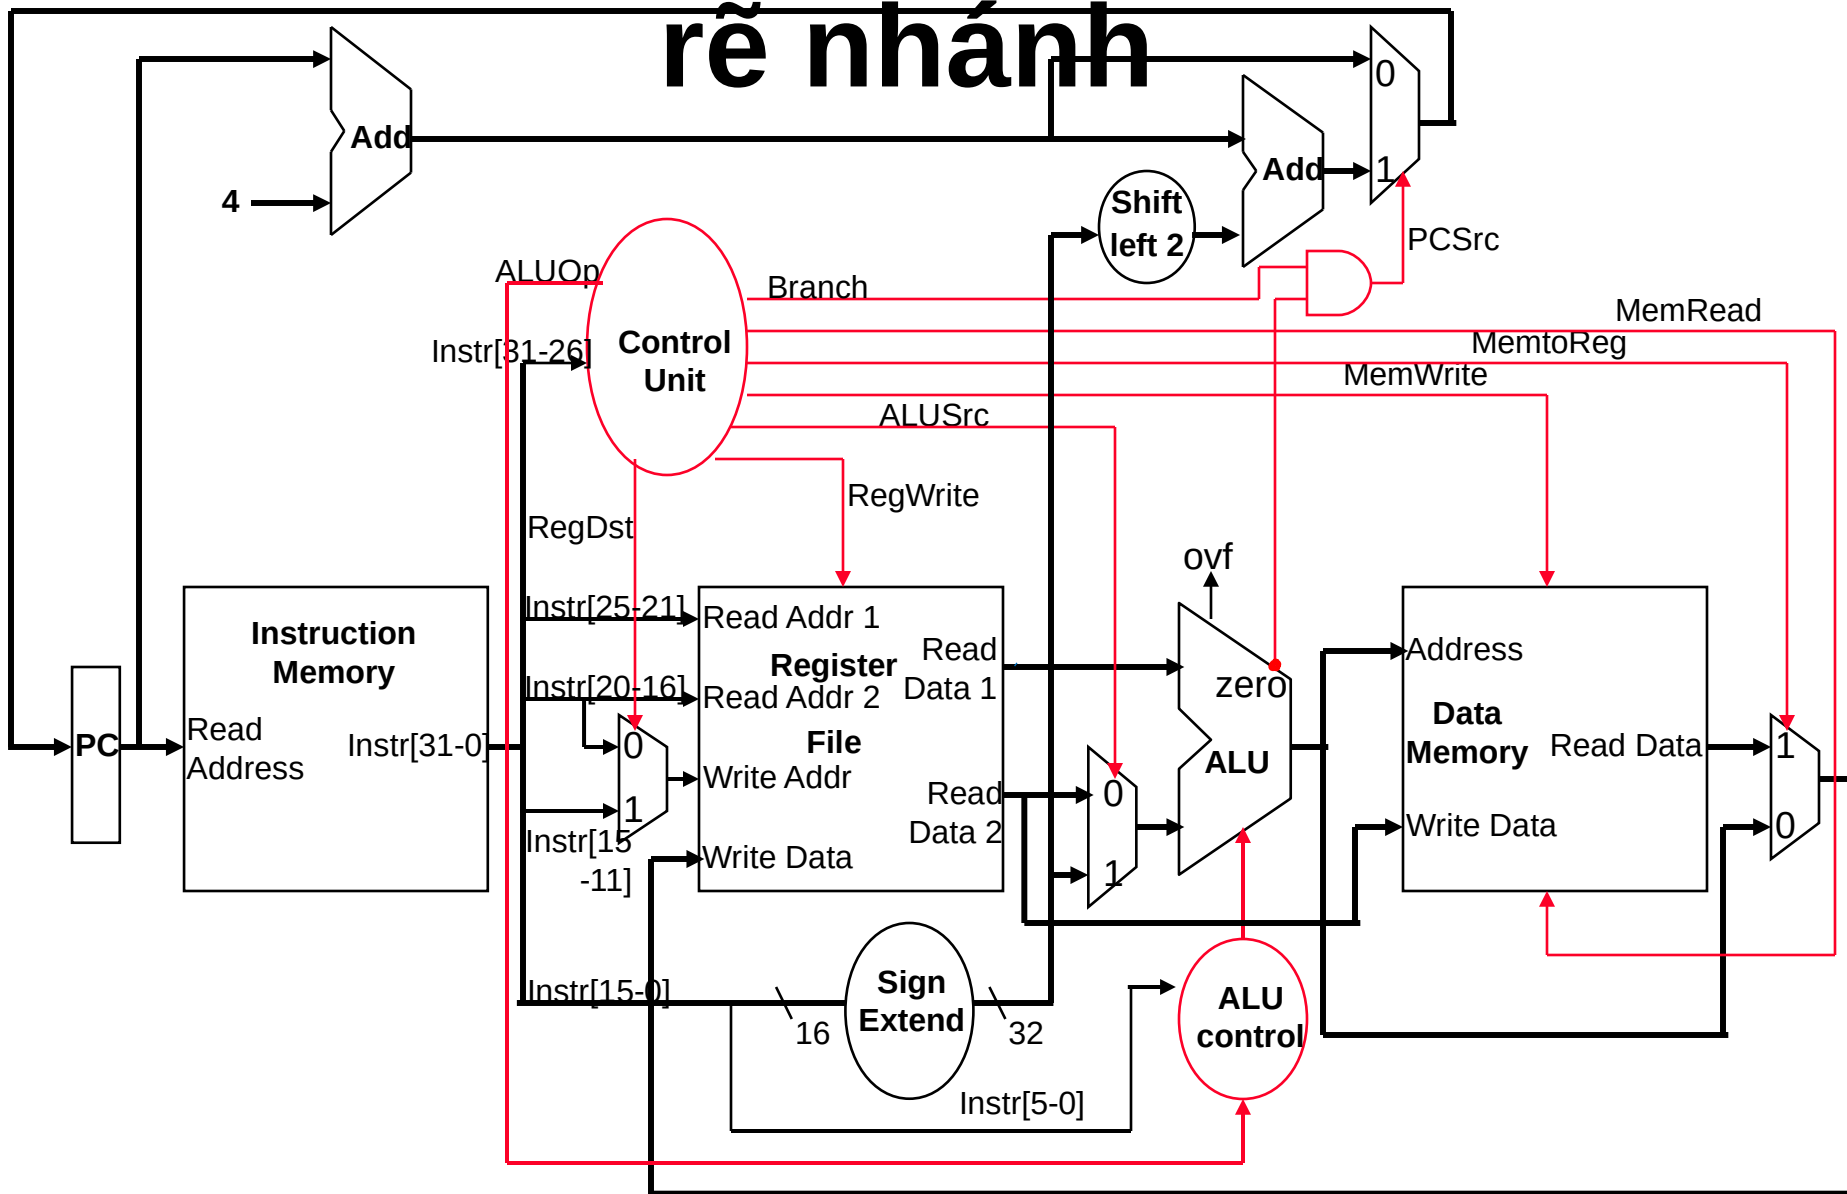 rẽ nhánh
0
Add
Add
1
4
Shift
left 2
PCSrc
ALUOp
Branch
MemRead
Control
Unit
Instr[31-26]
MemtoReg
MemWrite
ALUSrc
RegWrite
RegDst
ovf
Instruction
Memory
Instr[25-21]
Read Addr 1
Register
Read
Data 1
Instr[20-16]
Read Addr 2
File
zero
Address
Data
Memory
PC
Read
Address
Instr[31-0]
0
Write Addr
ALU
Read Data
1
1
Read
Data 2
0
Write Data
0
Instr[15
-11]
Write Data
1
Sign
Extend
Instr[15-0]
16
32
ALU
control
Instr[5-0]